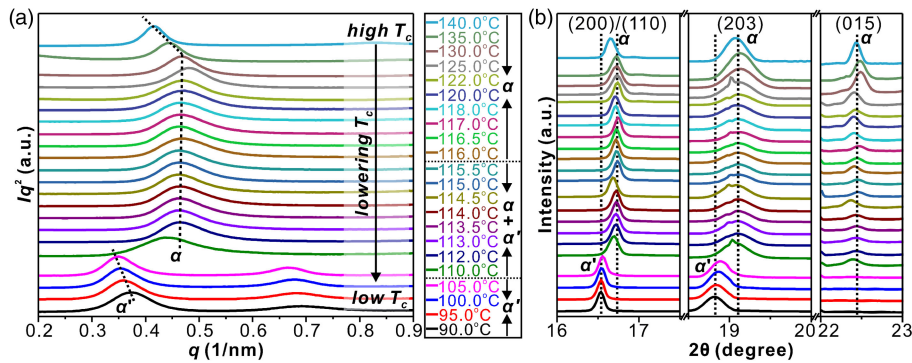 (a)
high Tc
lowering Tc
low Tc
α
α'
Iq² (a.u.)
0.2 0.3 0.4 0.5 0.6 0.7 0.8 0.9
q (1/nm)
140.0°C
135.0°C
130.0°C
125.0°C
122.0°C
120.0°C
118.0°C
117.0°C
116.5°C
116.0°C
115.5°C
115.0°C
114.5°C
114.0°C
113.5°C
113.0°C
112.0°C
110.0°C
105.0°C
100.0°C
95.0°C
90.0°C
α
α
+
α'
α'
(b)
(200)/(110) (203) (015)
α α α
α' α'
Intensity (a.u.)
16 17 19 20 22 23
2θ (degree)